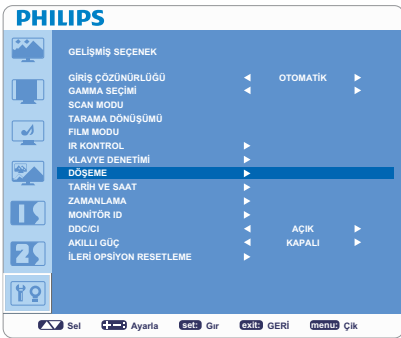 PHILIPS
GELİŞMİŞ SEÇENEK
GİRİŞ ÇÖZÜNÜRLÜĞÜ OTOMATİK
GAMMA SEÇİMİ
SCAN MODU
TARAMA DÖNÜŞÜMÜ
FILM MODU
IR KONTROL
KLAVYE DENETİMİ
DÖŞEME
TARİH VE SAAT
ZAMANLAMA
MONİTÖR ID
DDC/CI AÇIK
AKILLI GÜÇ KAPALI
İLERİ OPSİYON RESETLEME
Sel Ayarla set: Gır exit: GERİ menu: Çik